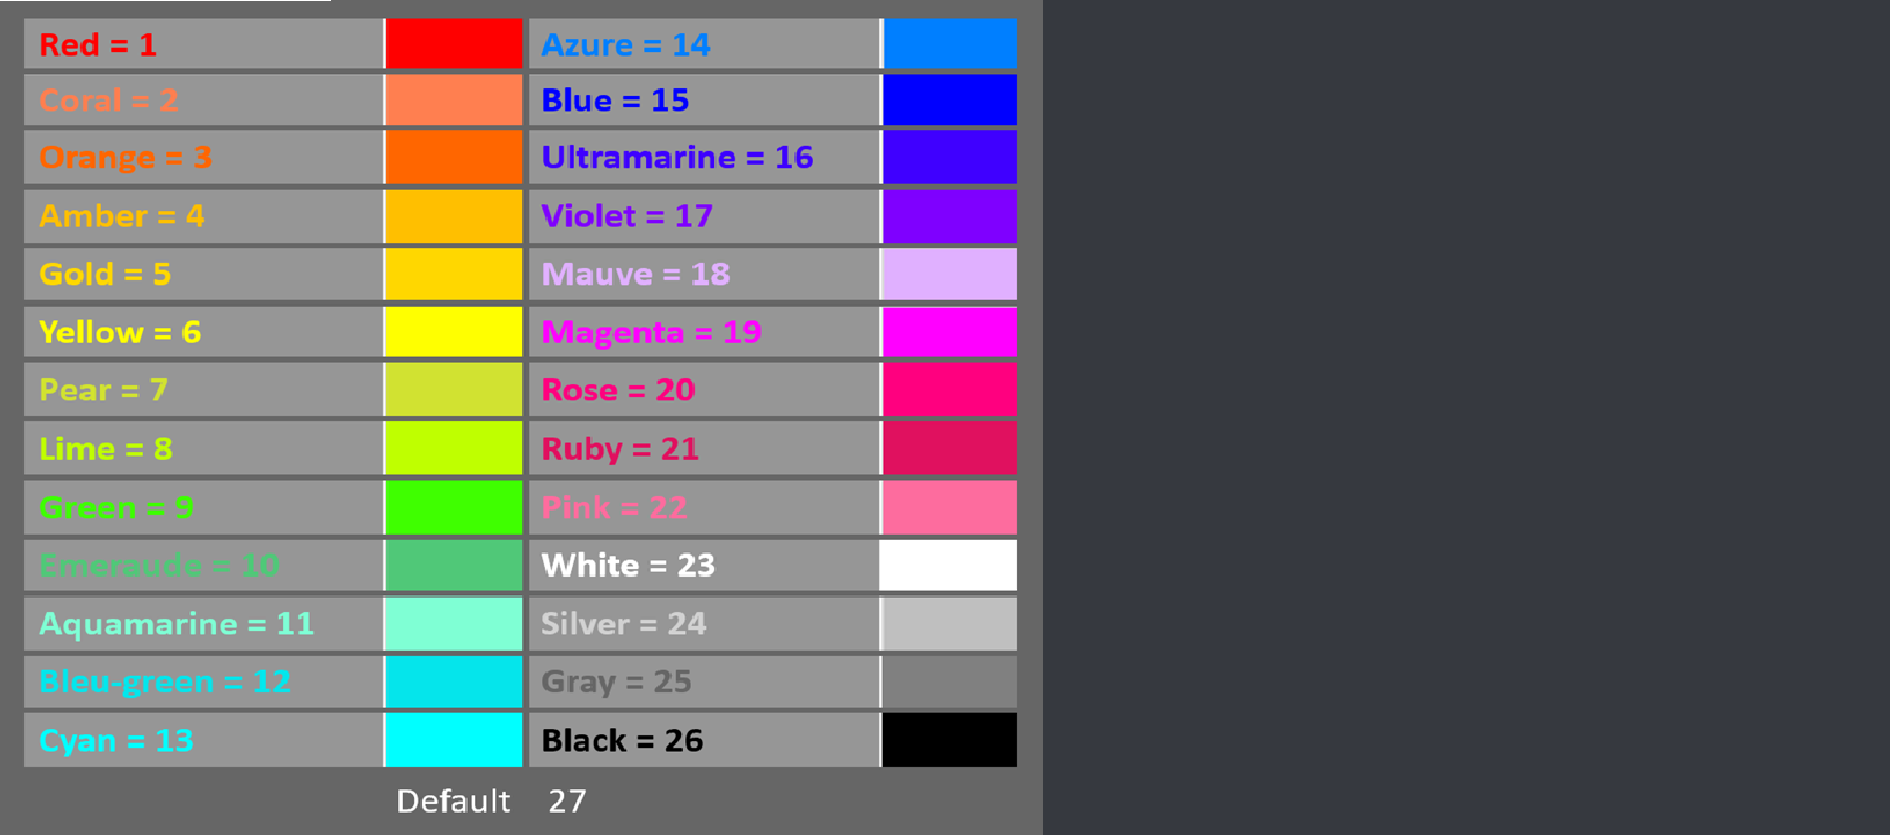 Red = 1
Coral = 2
Orange = 3
Amber = 4
Gold = 5
Yellow = 6
Pear = 7
Lime = 8
Green = 9
Emeraude = 10
Aquamarine = 11
Bleu-green = 12
Cyan = 13
Azure = 14
Blue = 15
Ultramarine = 16
Violet = 17
Mauve = 18
Magenta = 19
Rose = 20
Ruby = 21
Pink = 22
White = 23
Silver = 24
Gray = 25
Black = 26
Default 27